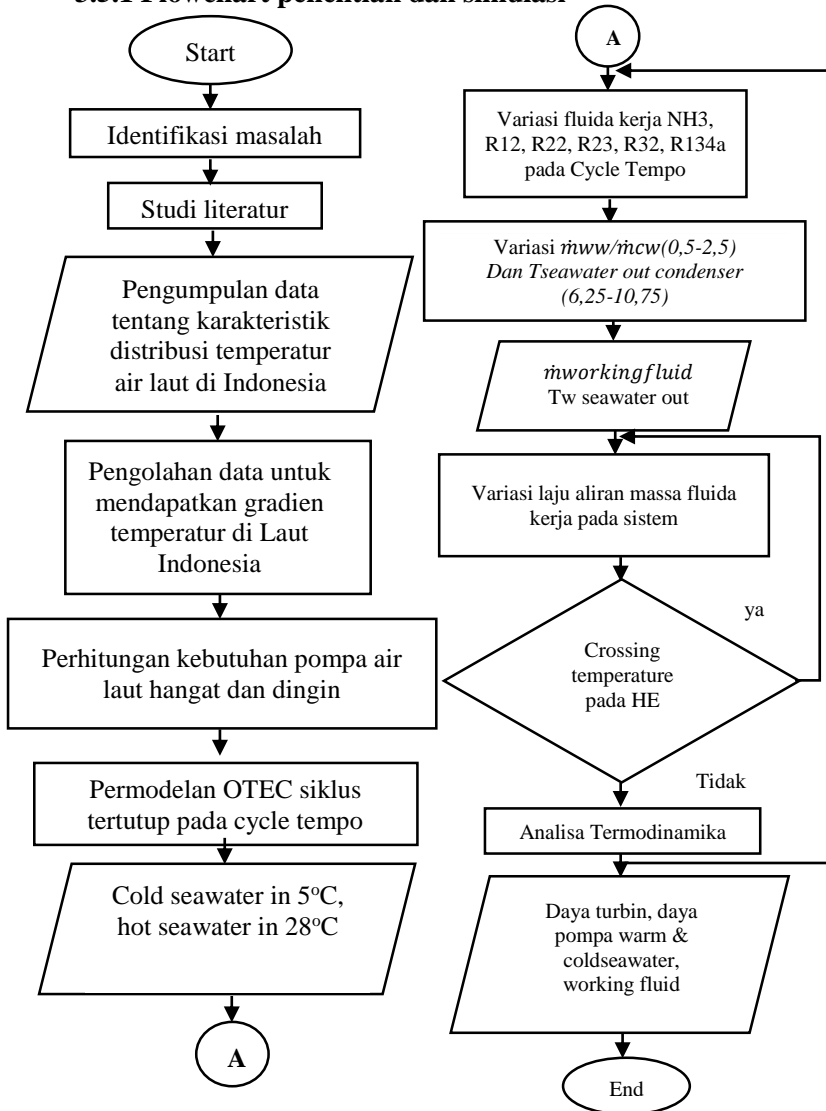 3.3.1 Flowchart penelitian dan simulasi
Start
Identifikasi masalah
Studi literatur
Pengumpulan data
tentang karakteristik
distribusi temperatur
air laut di Indonesia
Pengolahan data untuk
mendapatkan gradien
temperatur di Laut
Indonesia
Perhitungan kebutuhan pompa air
laut hangat dan dingin
Permodelan OTEC siklus
tertutup pada cycle tempo
Cold seawater in 5°C,
hot seawater in 28°C
A
A
Variasi fluida kerja NH3,
R12, R22, R23, R32, R134a
pada Cycle Tempo
Variasi ṁww/ṁcw(0,5-2,5)
Dan Tseawater out condenser
(6,25-10,75)
ṁworkingfluid
Tw seawater out
Variasi laju aliran massa fluida
kerja pada sistem
ya
Crossing
temperature
pada HE
Tidak
Analisa Termodinamika
Daya turbin, daya
pompa warm &
coldseawater,
working fluid
End